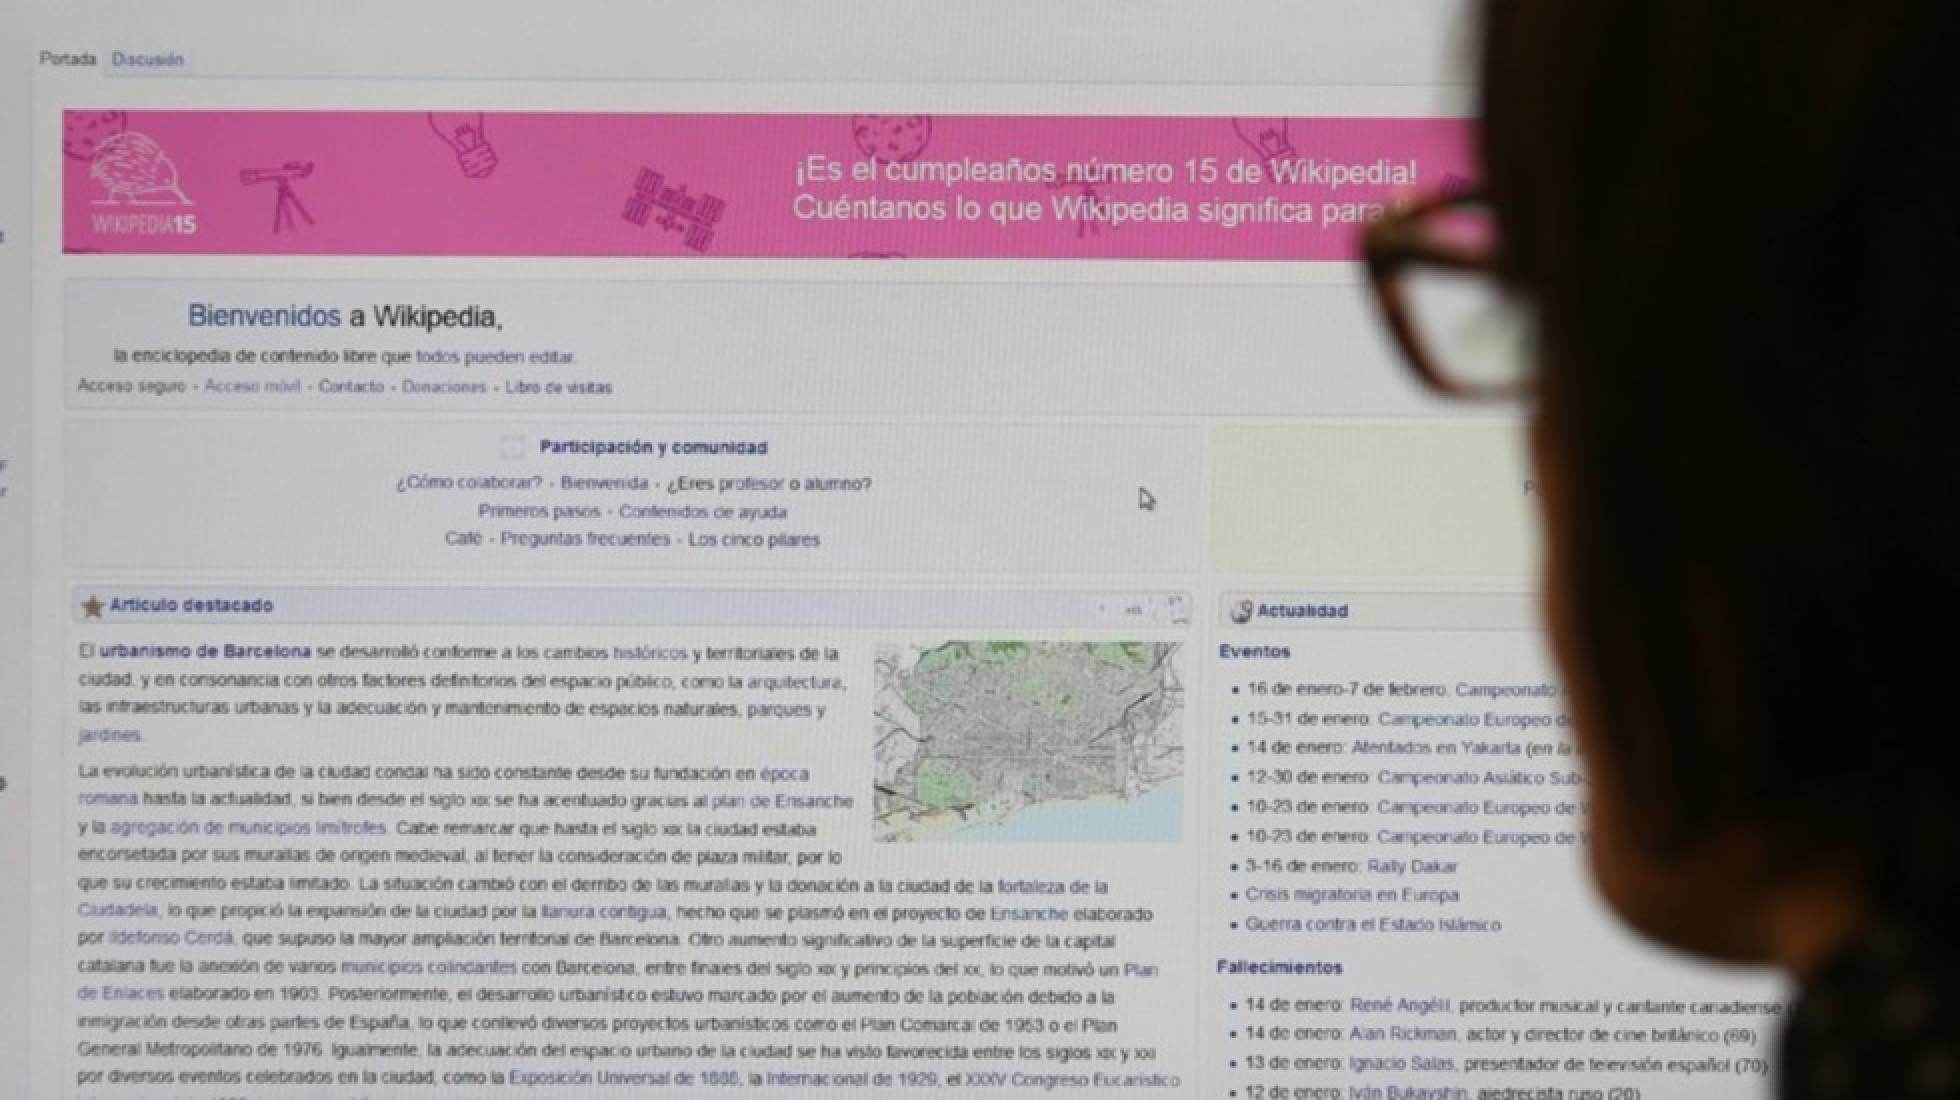 Portada Discusión
WIKIPEDIA15
¡Es el cumpleaños número 15 de Wikipedia!
Cuéntanos lo que Wikipedia significa para
Bienvenidos a Wikipedia,
la enciclopedia de contenido libre que todos pueden editar.
Acceso seguro - Acceso móvil - Contacto - Donaciones - Libro de visitas
Participación y comunidad
¿Cómo colaborar? - Bienvenida - ¿Eres profesor o alumno?
Primeros pasos - Contenidos de ayuda
Café - Preguntas frecuentes - Los cinco pilares
Artículo destacado
El urbanismo de Barcelona se desarrolló conforme a los cambios históricos y territoriales de la
ciudad, y en consonancia con otros factores definitorios del espacio público, como la arquitectura,
las infraestructuras urbanas y la adecuación y mantenimiento de espacios naturales, parques y
jardines.
La evolución urbanística de la ciudad condal ha sido constante desde su fundación en época
romana hasta la actualidad, si bien desde el siglo XIX se ha acentuado gracias al plan de Ensanche
y la agregación de municipios limítrofes. Cabe remarcar que hasta el siglo XIX la ciudad estaba
encorsetada por sus murallas de origen medieval, al tener la consideración de plaza militar, por lo
que su crecimiento estaba limitado. La situación cambió con el derribo de las murallas y la donación a la ciudad de la fortaleza de la
Ciudadela, lo que propició la expansión de la ciudad por la llanura contigua, hecho que se plasmó en el proyecto de Ensanche elaborado
por Ildefonso Cerdá, que supuso la mayor ampliación territorial de Barcelona. Otro aumento significativo de la superficie de la capital
catalana fue la anexión de varios municipios colindantes con Barcelona, entre finales del siglo XIX y principios del XX, lo que motivó un Plan
de Enlaces elaborado en 1903. Posteriormente, el desarrollo urbanístico estuvo marcado por el aumento de la población debido a la
inmigración desde otras partes de España, lo que conllevó diversos proyectos urbanísticos como el Plan Comarcal de 1953 o el Plan
General Metropolitano de 1976. Igualmente, la adecuación del espacio urbano de la ciudad se ha visto favorecida entre los siglos XIX y XXI
por diversos eventos celebrados en la ciudad, como la Exposición Universal de 1888, la Internacional de 1929, el XXXV Congreso Eucarístico
Actualidad
Eventos
• 16 de enero-7 de febrero: Campeonato
• 15-31 de enero: Campeonato Europeo
• 14 de enero: Atentados en Yakarta (en la
• 12-30 de enero: Campeonato Asiático Sub-
• 10-23 de enero: Campeonato Europeo de
• 10-23 de enero: Campeonato Europeo de
• 3-16 de enero: Rally Dakar
• Crisis migratoria en Europa
• Guerra contra el Estado Islámico
Fallecimientos
• 14 de enero: René Angélil, productor musical y cantante canadiense
• 14 de enero: Alan Rickman, actor y director de cine británico (69)
• 13 de enero: Ignacio Salas, presentador de televisión español (70)
• 12 de enero: Iván Bukavshin, ajedrecista ruso (20)